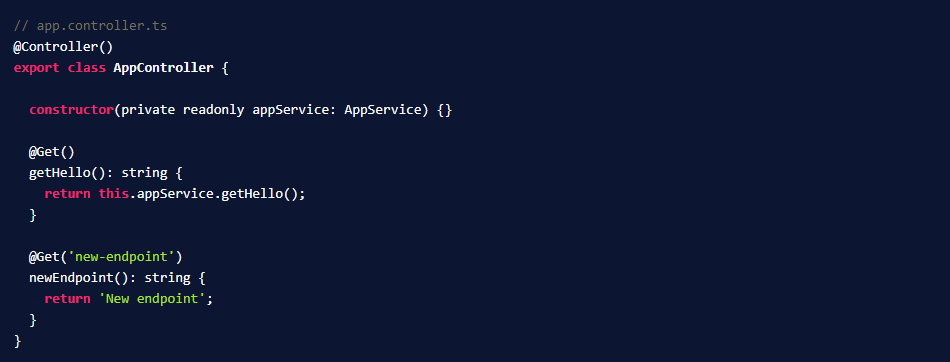 // app.controller.ts
@Controller()
export class AppController {
constructor(private readonly appService: AppService) {}
@Get()
getHello(): string {
return this.appService.getHello();
}
@Get('new-endpoint')
newEndpoint(): string {
return 'New endpoint';
}
}